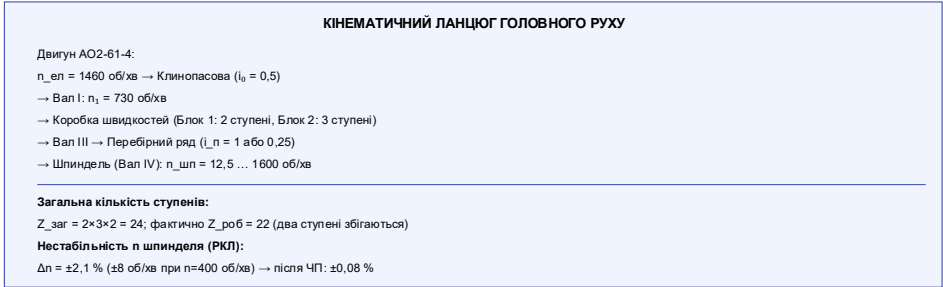 КІНЕМАТИЧНИЙ ЛАНЦЮГ ГОЛОВНОГО РУХУ
Двигун АО2-61-4:
n_ел = 1460 об/хв → Клинопасова (i₀ = 0,5)
→ Вал I: n₁ = 730 об/хв
→ Коробка швидкостей (Блок 1: 2 ступені, Блок 2: 3 ступені)
→ Вал III → Перебірний ряд (i_п = 1 або 0,25)
→ Шпиндель (Вал IV): n_шп = 12,5 … 1600 об/хв
Загальна кількість ступенів:
Z_заг = 2×3×2 = 24; фактично Z_роб = 22 (два ступені збігаються)
Нестабільність n шпинделя (РКЛ):
Δn = ±2,1 % (±8 об/хв при n=400 об/хв) → після ЧП: ±0,08 %